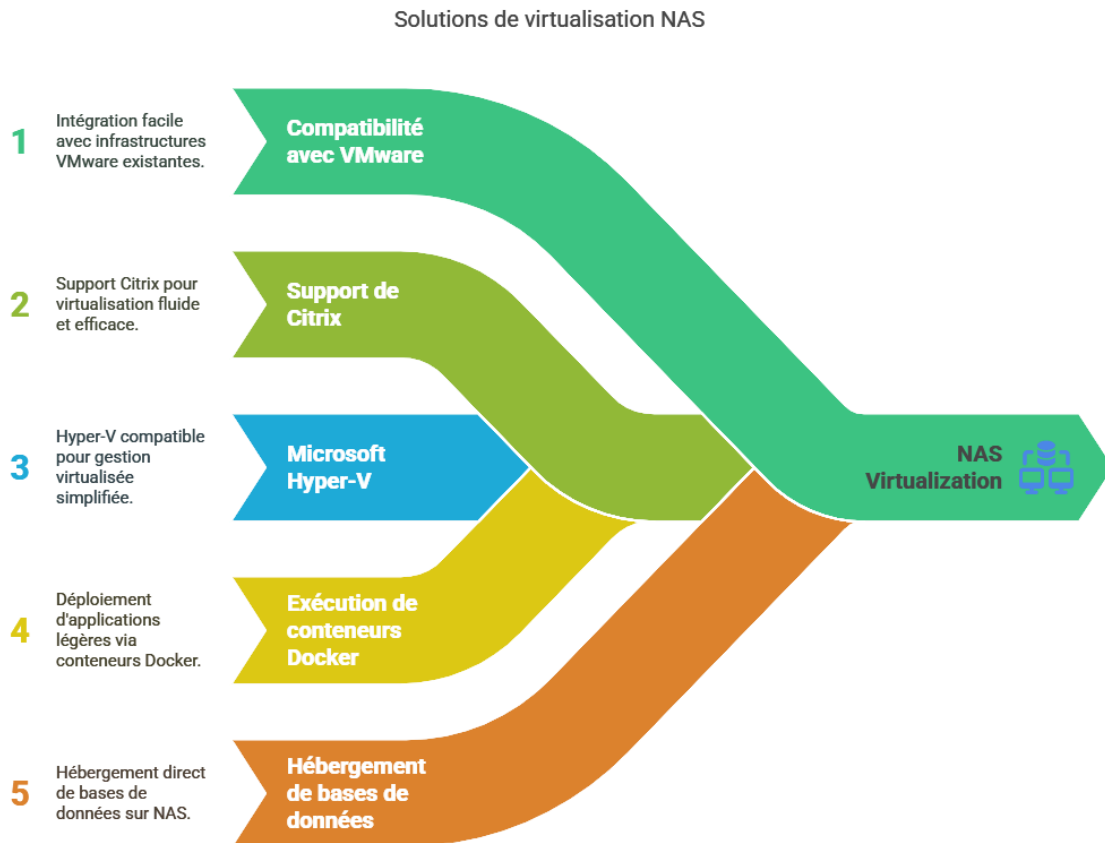 Solutions de virtualisation NAS
1
Intégration facile
avec infrastructures
VMware existantes.
Compatibilité
avec VMware
2
Support Citrix pour
virtualisation fluide
et efficace.
Support de
Citrix
3
Hyper-V compatible
pour gestion
virtualisée
simplifiée.
Microsoft
Hyper-V
NAS
Virtualization
4
Déploiement
d'applications
légères via
conteneurs Docker.
Exécution de
conteneurs
Docker
5
Hébergement direct
de bases de
données sur NAS.
Hébergement
de bases de
données